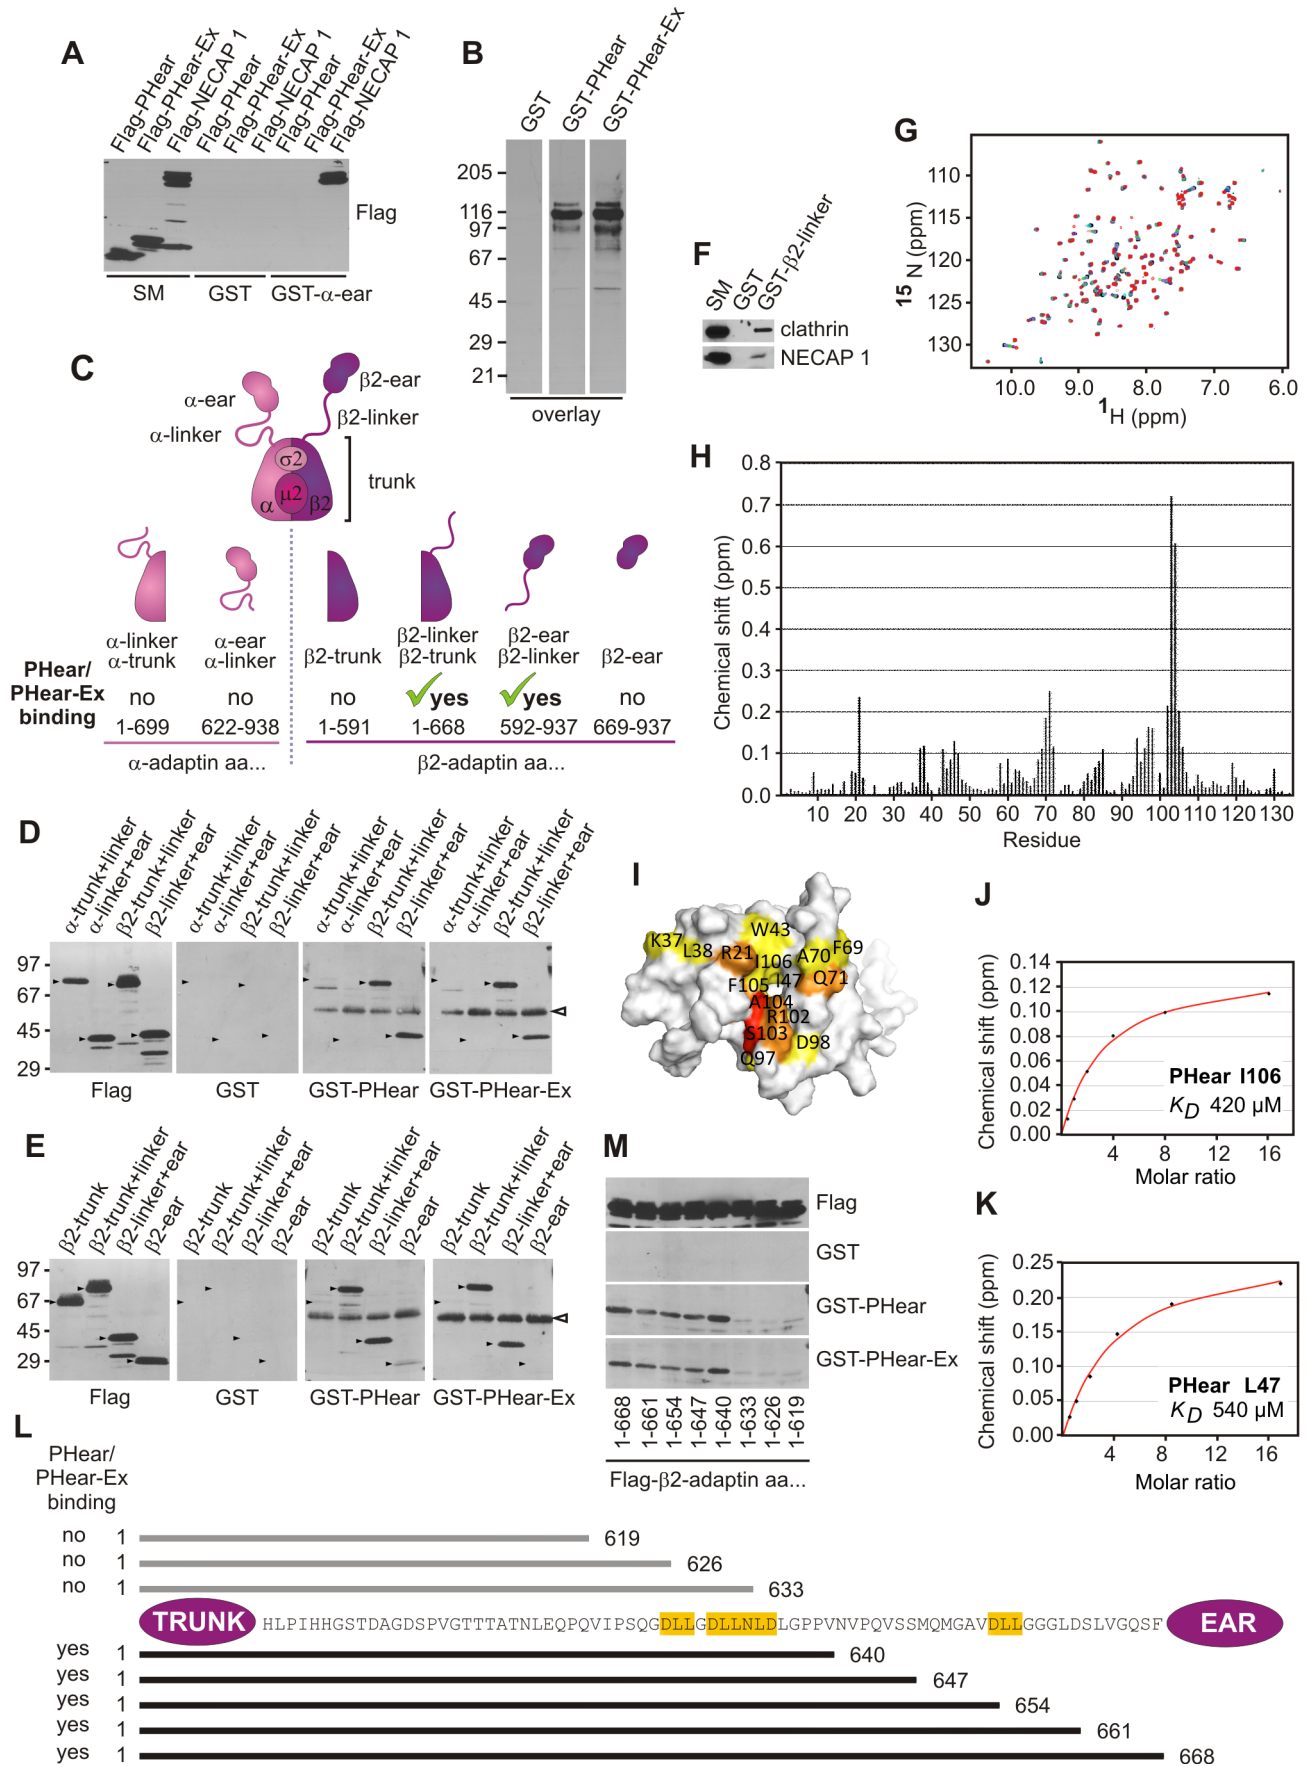 A
Flag-PHear
Flag-PHear-Ex
Flag-NECAP 1
Flag-PHear
Flag-PHear-Ex
Flag-NECAP 1
Flag-PHear
Flag-PHear-Ex
Flag-NECAP 1
Flag
SM
GST
GST-α-ear
B
GST
GST-PHear
GST-PHear-Ex
205
116
97
67
45
29
21
overlay
C
α-ear
α-linker
β2-ear
β2-linker
σ2
μ2
α
β2
trunk
α-linker
α-trunk
α-ear
α-linker
β2-trunk
β2-linker
β2-trunk
β2-ear
β2-linker
β2-ear
PHear/
PHear-Ex
binding
no
no
no
yes
yes
no
1-699
622-938
1-591
1-668
592-937
669-937
α-adaptin aa...
β2-adaptin aa...
D
α-trunk+linker
α-linker+ear
β2-trunk+linker
β2-linker+ear
α-trunk+linker
α-linker+ear
β2-trunk+linker
β2-linker+ear
α-trunk+linker
α-linker+ear
β2-trunk+linker
β2-linker+ear
α-trunk+linker
α-linker+ear
β2-trunk+linker
β2-linker+ear
97
67
45
29
Flag
GST
GST-PHear
GST-PHear-Ex
E
β2-trunk
β2-trunk+linker
β2-linker+ear
β2-ear
β2-trunk
β2-trunk+linker
β2-linker+ear
β2-ear
β2-trunk
β2-trunk+linker
β2-linker+ear
β2-ear
β2-trunk
β2-trunk+linker
β2-linker+ear
β2-ear
97
67
45
29
Flag
GST
GST-PHear
GST-PHear-Ex
F
SM
GST
GST-β2-linker
clathrin
NECAP 1
G
15 N (ppm)
110
115
120
125
130
10.0 9.0 8.0 7.0 6.0
1H (ppm)
H
Chemical shift (ppm)
0.8
0.7
0.6
0.5
0.4
0.3
0.2
0.1
0.0
10 20 30 40 50 60 70 80 90 100 110 120 130
Residue
I
K37
L38
W43
R21
I106
A70
F69
F105
I47
Q71
A104
R102
S103
D98
Q97
J
Chemical shift (ppm)
0.14
0.12
0.10
0.08
0.06
0.04
0.02
0.00
PHear I106
KD 420 µM
4 8 12 16
Molar ratio
K
Chemical shift (ppm)
0.25
0.20
0.15
0.10
0.05
0.00
PHear L47
KD 540 µM
4 8 12 16
Molar ratio
M
Flag
GST
GST-PHear
GST-PHear-Ex
1-668
1-661
1-654
1-647
1-640
1-633
1-626
1-619
Flag-β2-adaptin aa...
L
PHear/
PHear-Ex
binding
no 1 619
no 1 626
no 1 633
TRUNK HLPIHHGSTDAGDSPVGTTTATNLEQPQVIPSQGDLLGDLLNLDLGPPVNVPQVSSMQMGAVDLLGGGLDSLVGQSF EAR
yes 1 640
yes 1 647
yes 1 654
yes 1 661
yes 1 668